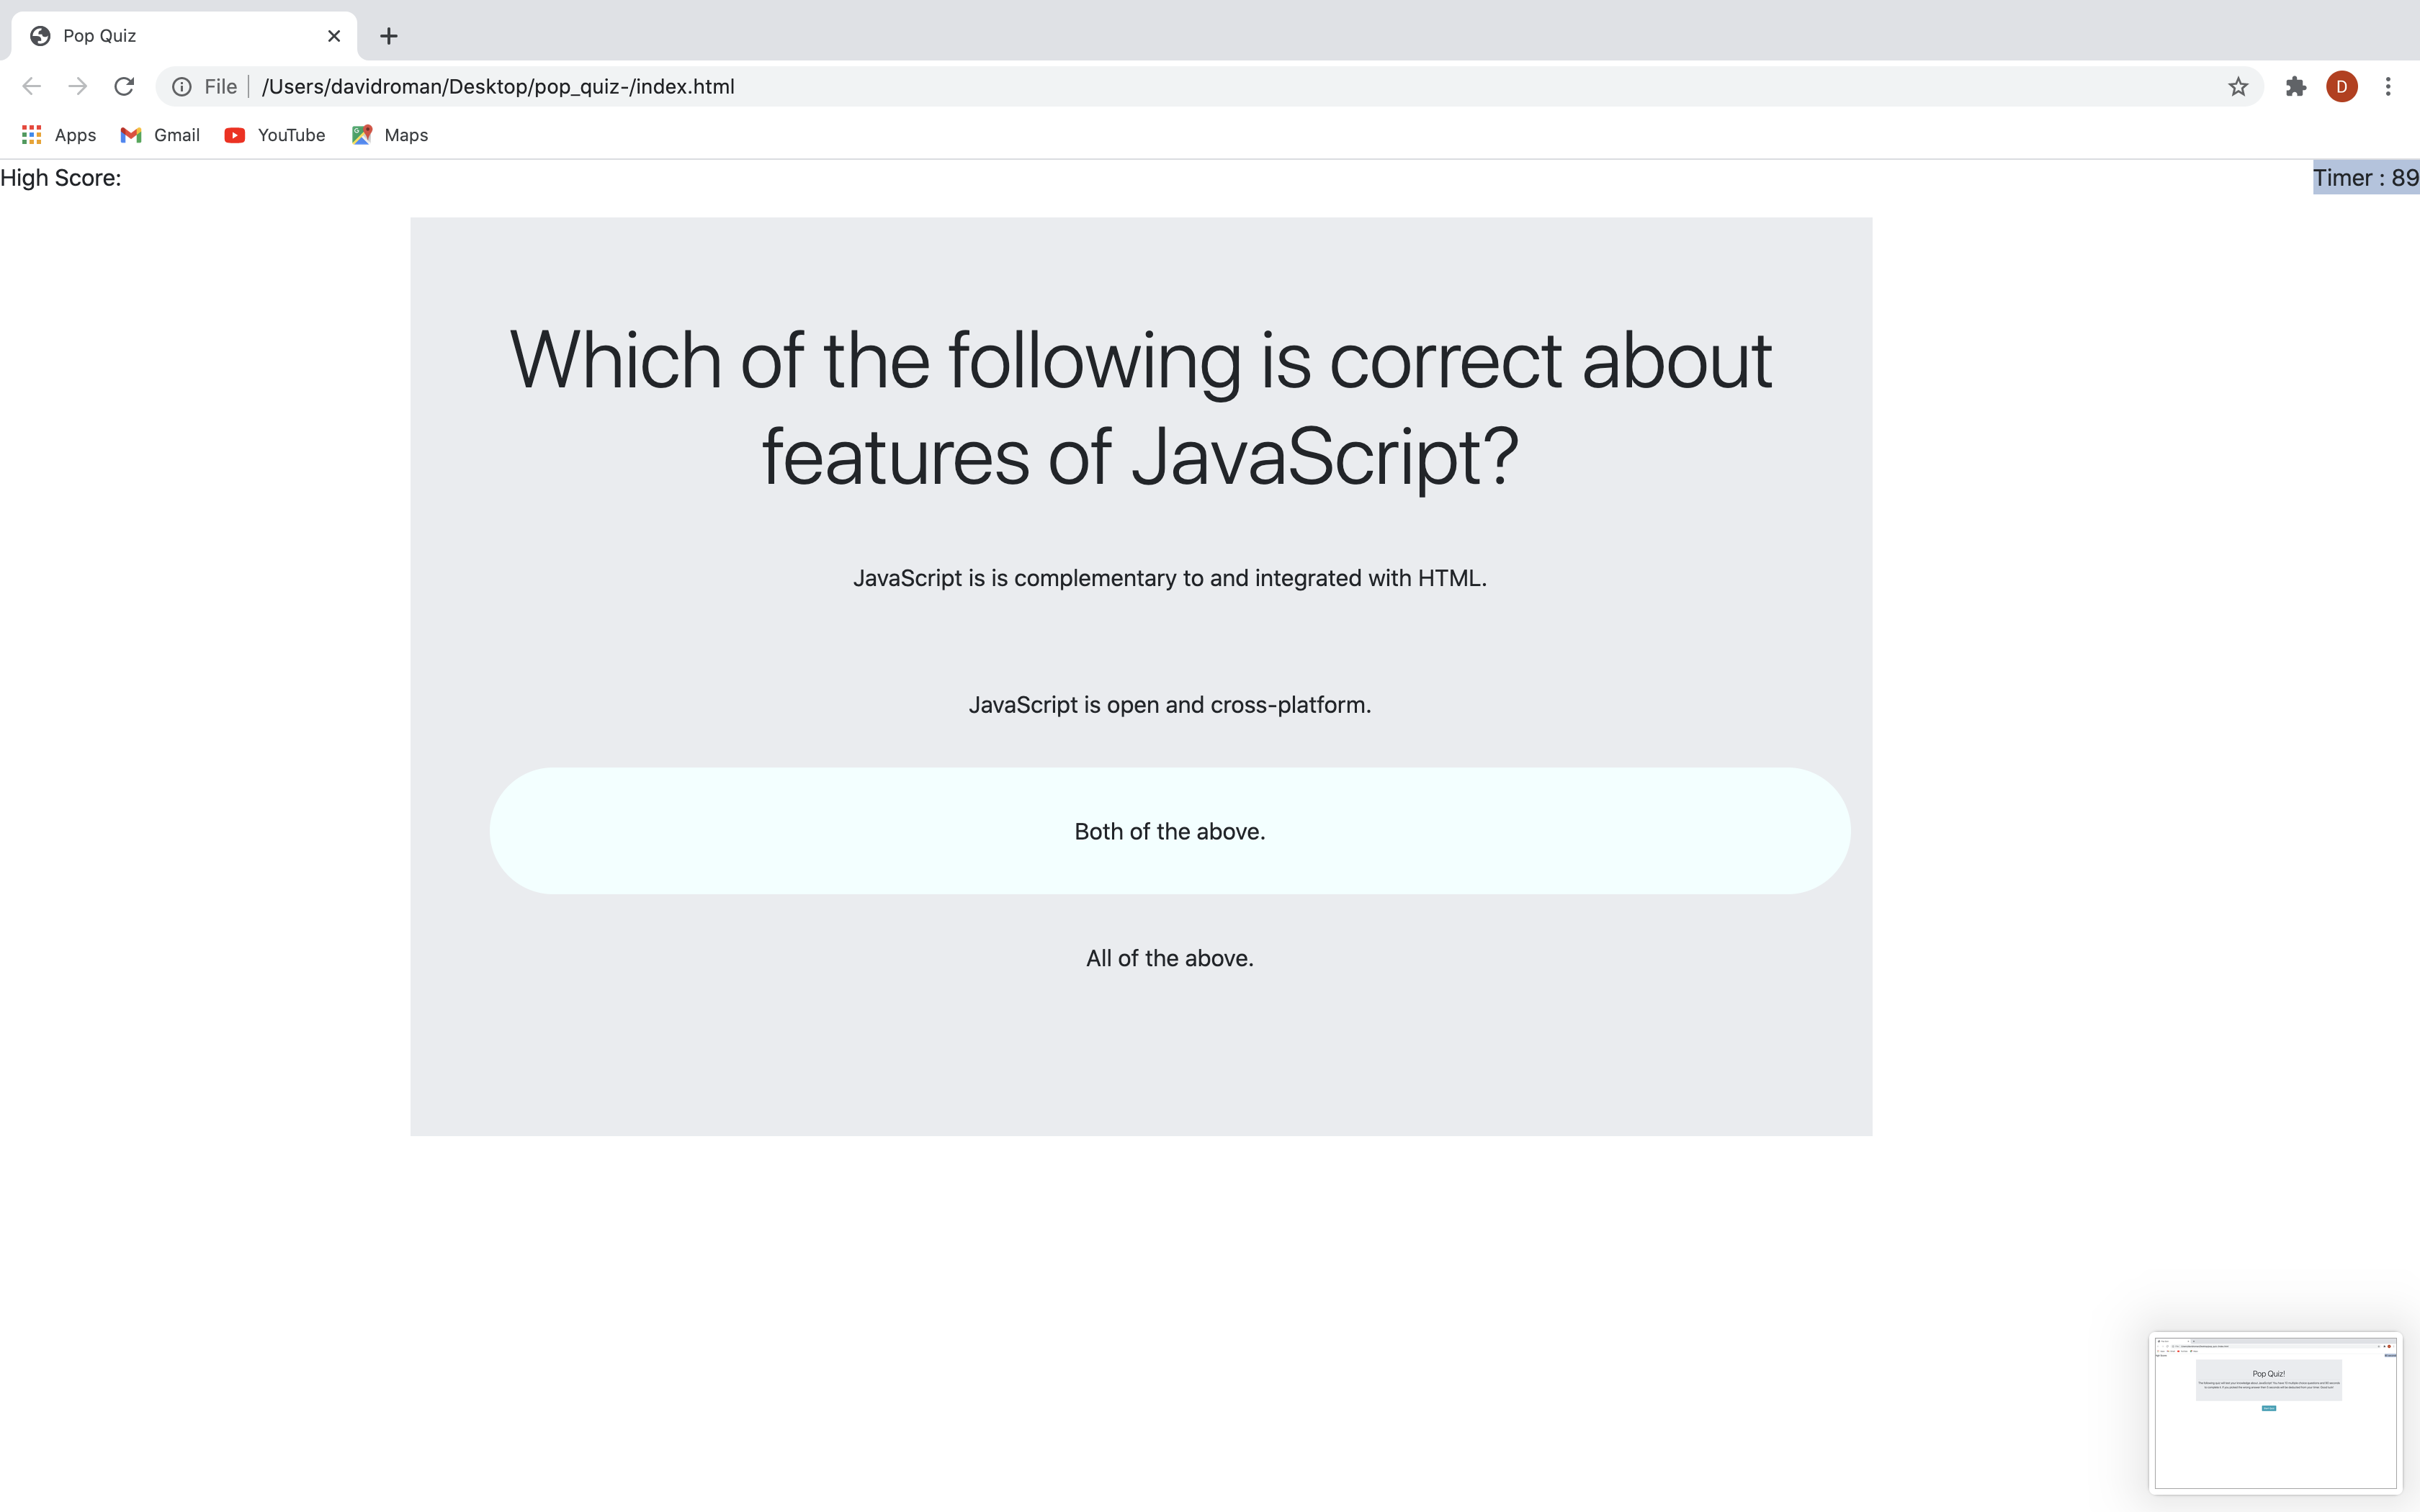 Pop Quiz
File /Users/davidroman/Desktop/pop_quiz-/index.html
D
Apps Gmail YouTube Maps
High Score: Timer : 89
Which of the following is correct about
features of JavaScript?
JavaScript is is complementary to and integrated with HTML.
JavaScript is open and cross-platform.
Both of the above.
All of the above.
Pop Quiz!